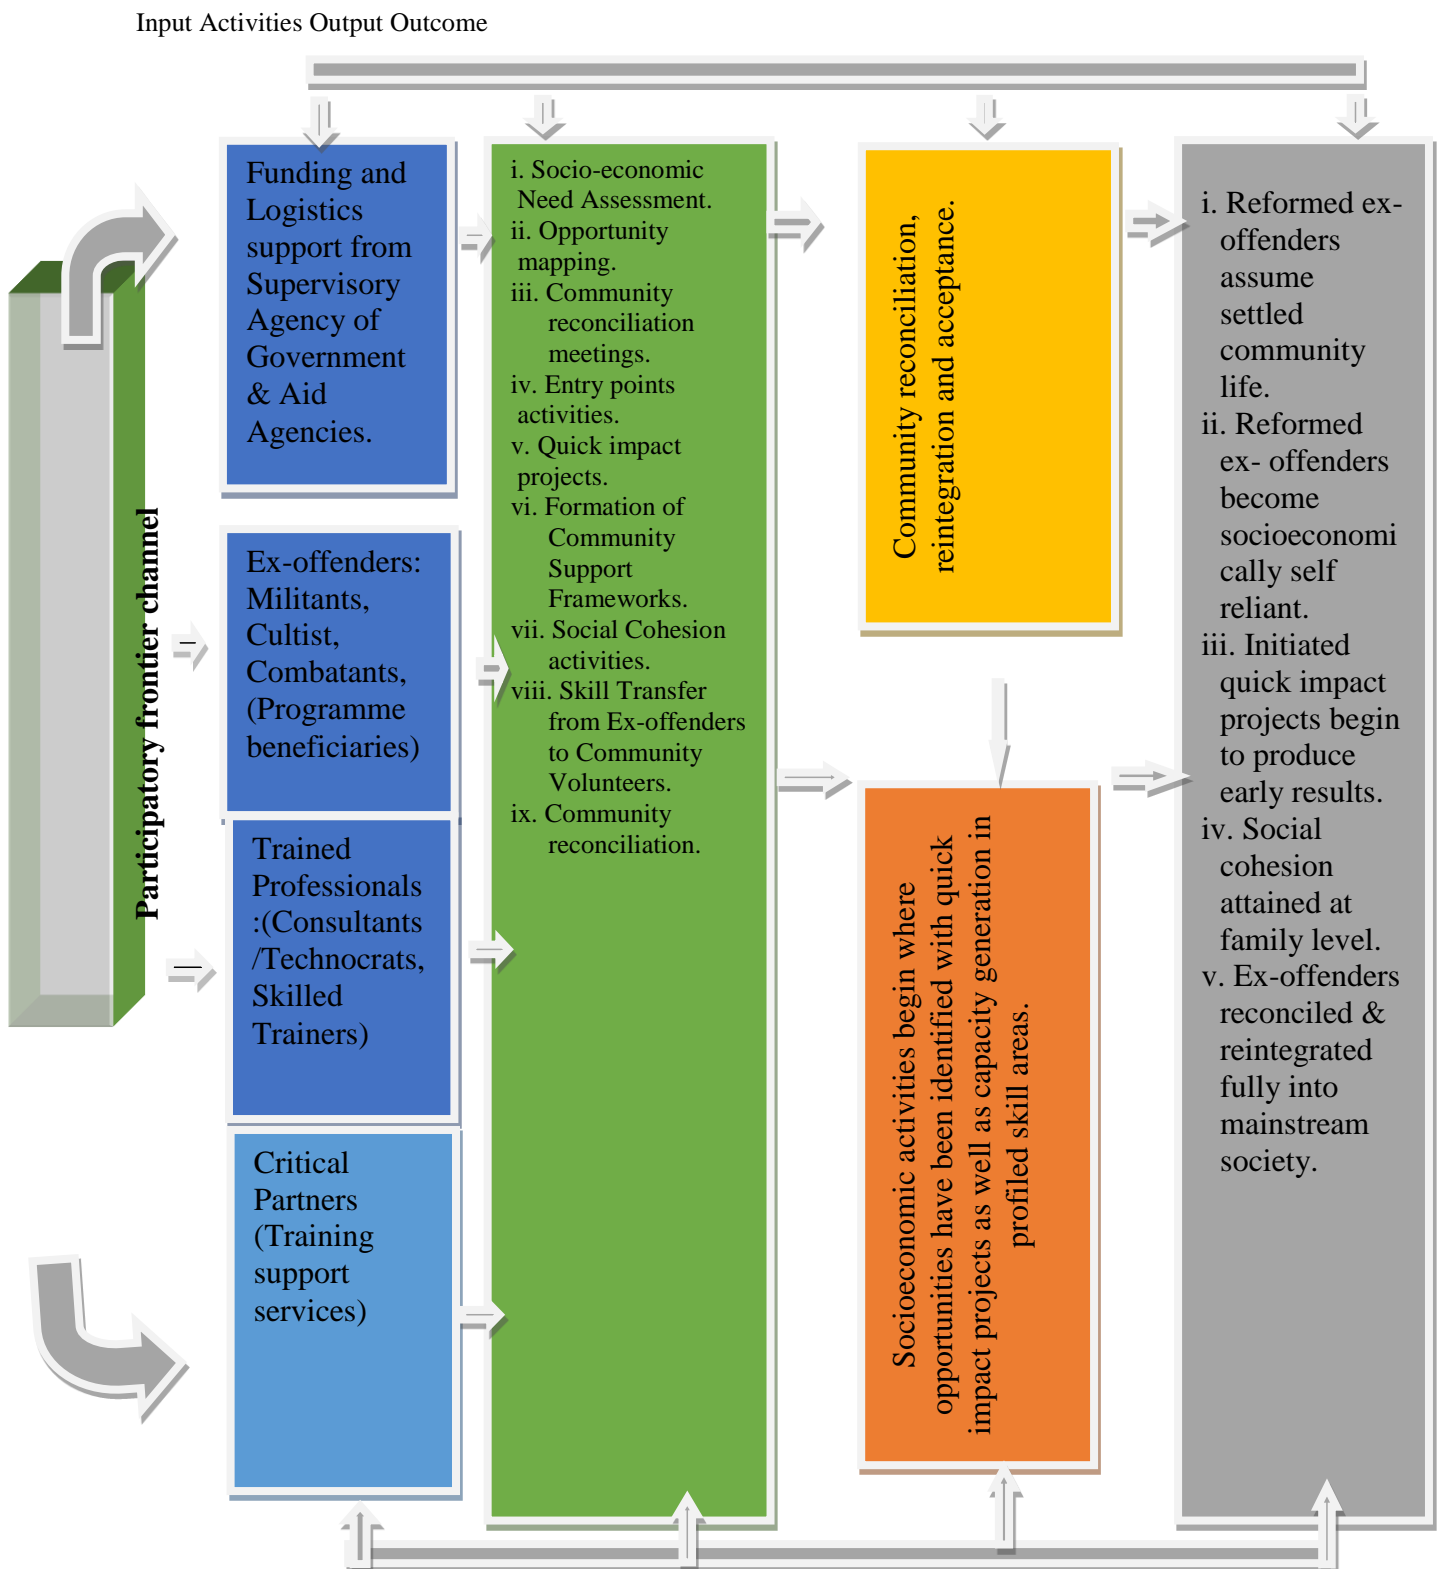 Input Activities Output Outcome
Participatory frontier channel
Funding and
Logistics
support from
Supervisory
Agency of
Government
& Aid
Agencies.
Ex-offenders:
Militants,
Cultist,
Combatants,
(Programme
beneficiaries)
Trained
Professionals
:(Consultants
/Technocrats,
Skilled
Trainers)
Critical
Partners
(Training
support
services)
i. Socio-economic
Need Assessment.
ii. Opportunity
mapping.
iii. Community
reconciliation
meetings.
iv. Entry points
activities.
v. Quick impact
projects.
vi. Formation of
Community
Support
Frameworks.
vii. Social Cohesion
activities.
viii. Skill Transfer
from Ex-offenders
to Community
Volunteers.
ix. Community
reconciliation.
Community reconciliation,
reintegration and acceptance.
Socioeconomic activities begin where
opportunities have been identified with quick
impact projects as well as capacity generation in
profiled skill areas.
i. Reformed ex-
offenders
assume
settled
community
life.
ii. Reformed
ex- offenders
become
socioeconomi
cally self
reliant.
iii. Initiated
quick impact
projects begin
to produce
early results.
iv. Social
cohesion
attained at
family level.
v. Ex-offenders
reconciled &
reintegrated
fully into
mainstream
society.